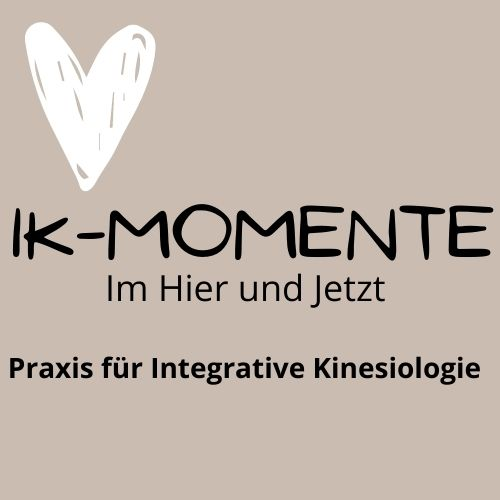 IK-MOMENTE
Im Hier und Jetzt
Praxis für Integrative Kinesiologie